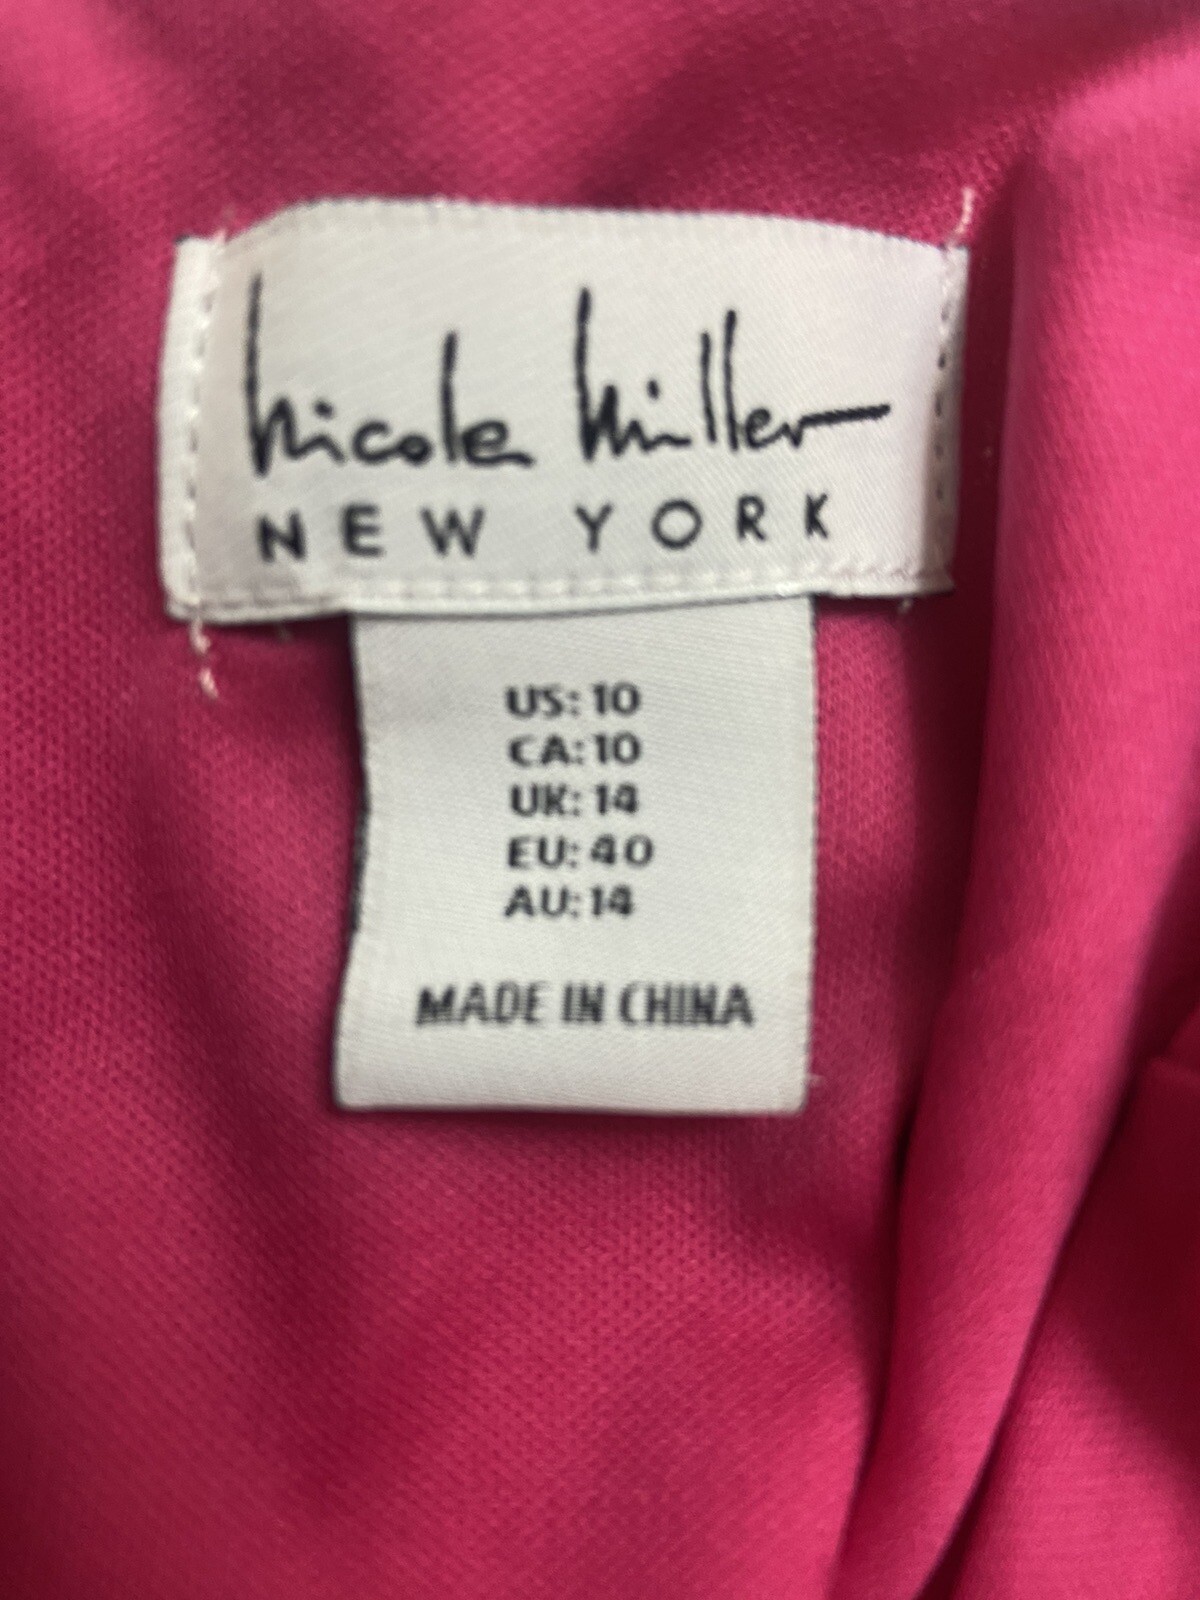 Nicole Miller
NEW YORK
US: 10
CA: 10
UK: 14
EU: 40
AU: 14
MADE IN CHINA